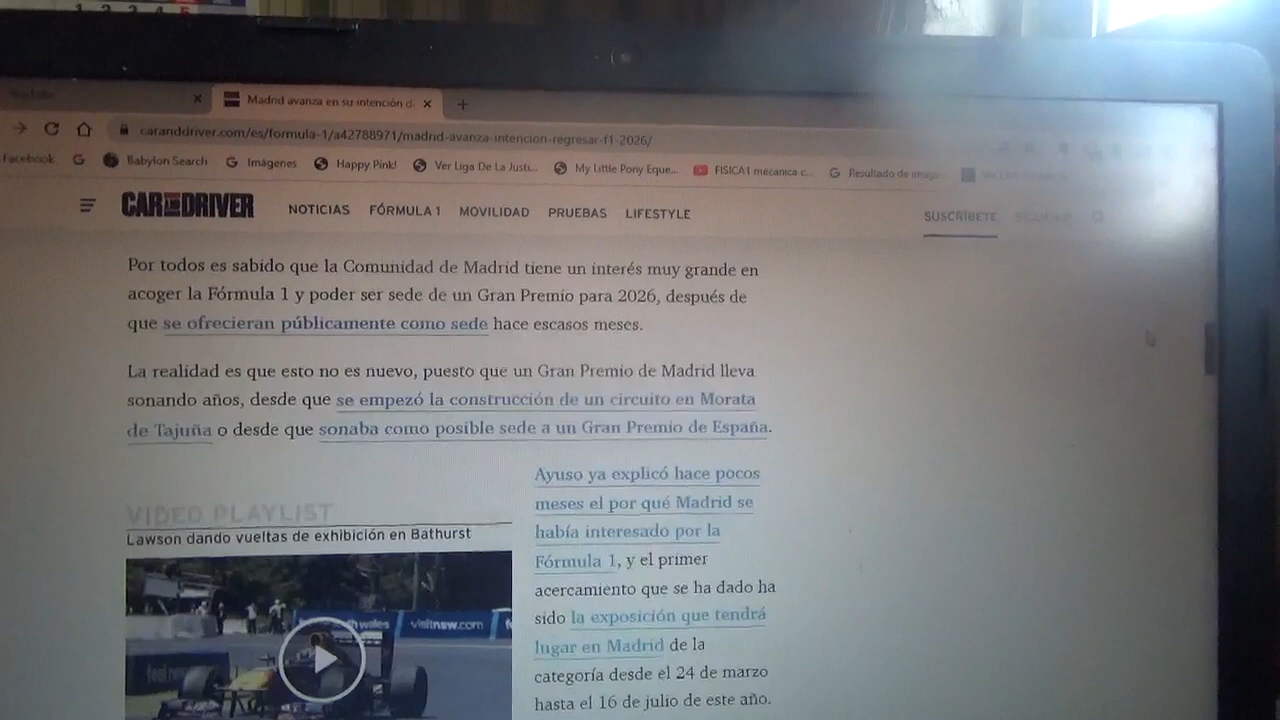 1 2 3 4 5
Madrid avanza en su intención d
caranddriver.com/es/formula-1/a42788971/madrid-avanza-intencion-regresar-f1-2026/
Facebook
Babylon Search
Imágenes
Happy Pink!
Ver Liga De La Justi...
My Little Pony Eque...
FISICA1 mecanica c...
Resultado de image
CAR AND DRIVER
NOTICIAS FÓRMULA 1 MOVILIDAD PRUEBAS LIFESTYLE
SUSCRÍBETE
Por todos es sabido que la Comunidad de Madrid tiene un interés muy grande en
acoger la Fórmula 1 y poder ser sede de un Gran Premio para 2026, después de
que se ofrecieran públicamente como sede hace escasos meses.
La realidad es que esto no es nuevo, puesto que un Gran Premio de Madrid lleva
sonando años, desde que se empezó la construcción de un circuito en Morata
de Tajuña o desde que sonaba como posible sede a un Gran Premio de España.
VIDEO PLAYLIST
Lawson dando vueltas de exhibición en Bathurst
visitnsw.com
Ayuso ya explicó hace pocos
meses el por qué Madrid se
había interesado por la
Fórmula 1, y el primer
acercamiento que se ha dado ha
sido la exposición que tendrá
lugar en Madrid de la
categoría desde el 24 de marzo
hasta el 16 de julio de este año.